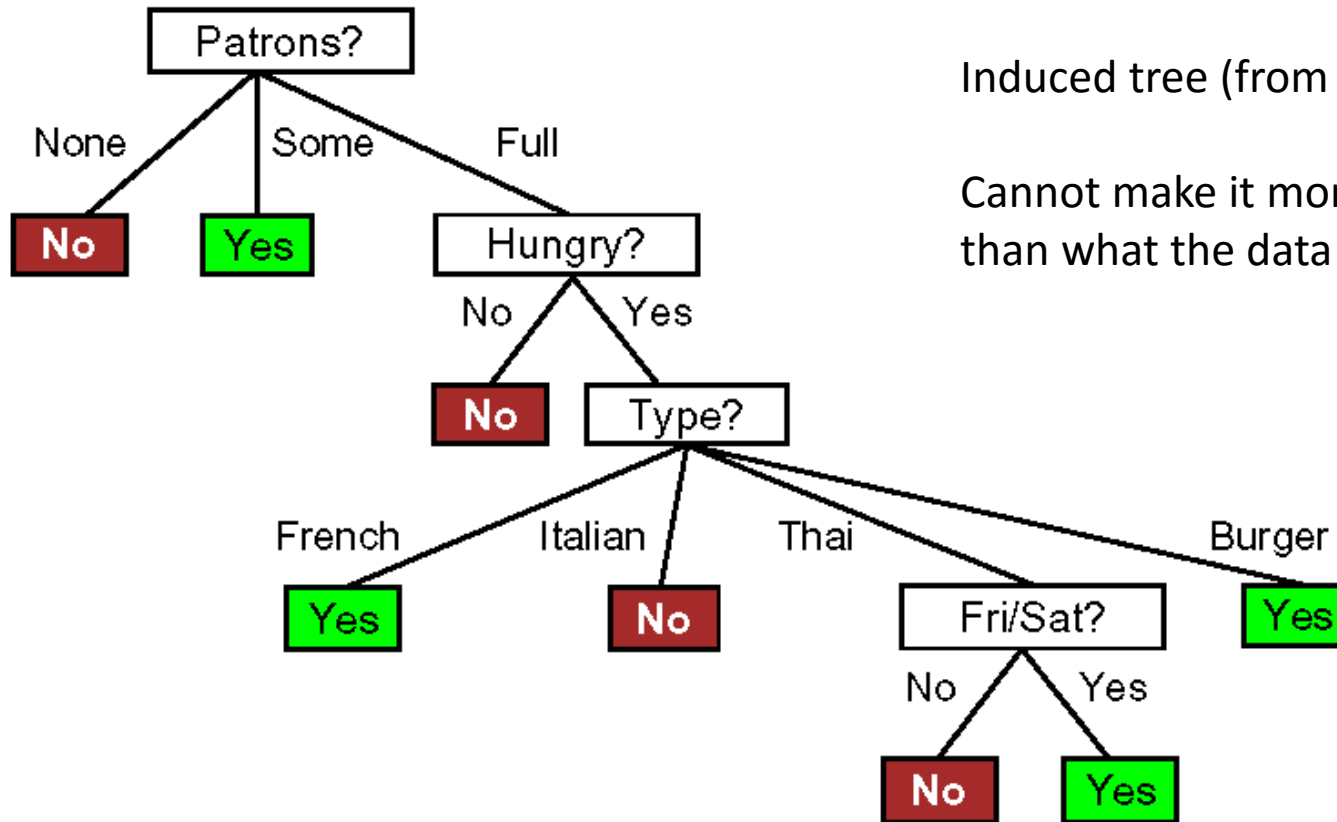 Patrons?
Induced tree (from
None Some Full
Cannot make it mor
than what the data
No Yes Hungry?
No Yes
No Type?
French Italian Thai Burger
Yes No Fri/Sat? Yes
No Yes
No Yes